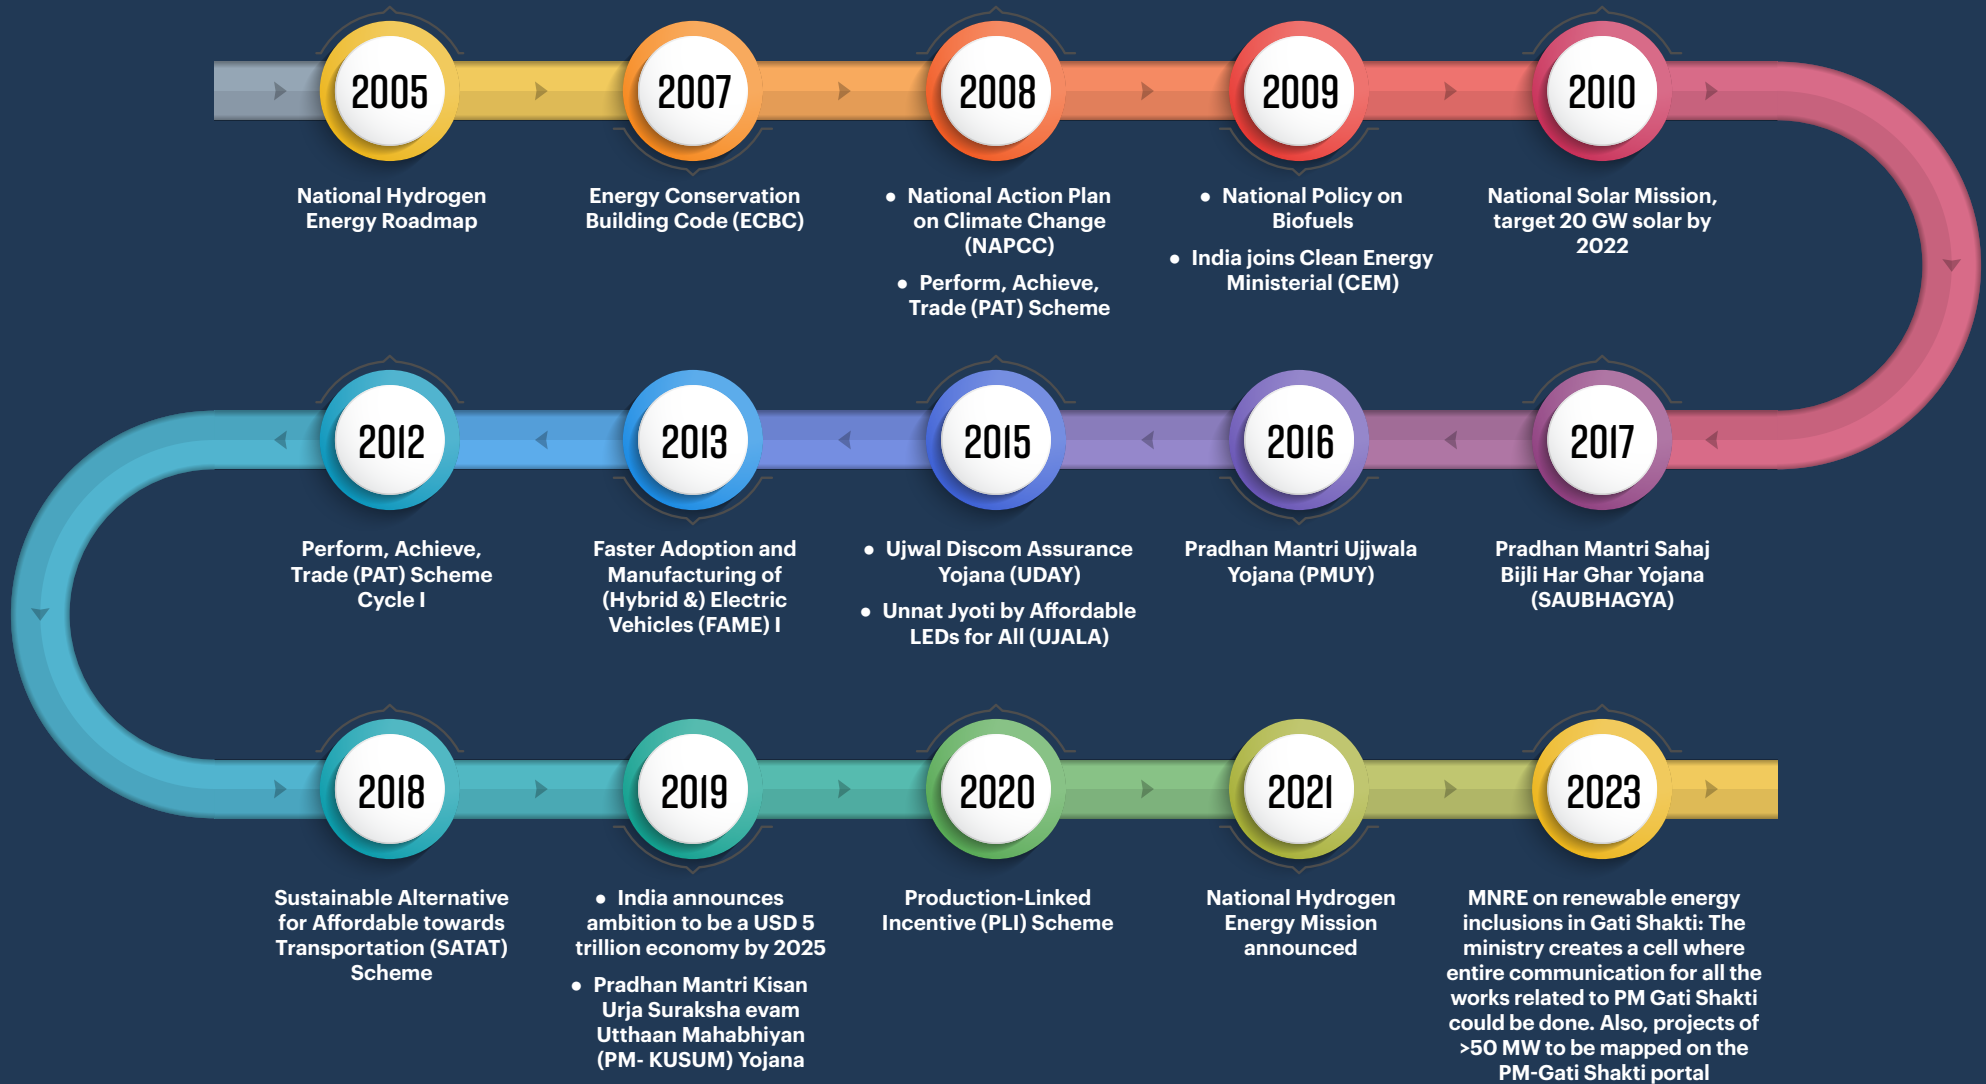 2005
National Hydrogen
Energy Roadmap
2007
Energy Conservation
Building Code (ECBC)
2008
● National Action Plan
on Climate Change
(NAPCC)
● Perform, Achieve,
Trade (PAT) Scheme
2009
● National Policy on
Biofuels
● India joins Clean Energy
Ministerial (CEM)
2010
National Solar Mission,
target 20 GW solar by
2022
2012
Perform, Achieve,
Trade (PAT) Scheme
Cycle I
2013
Faster Adoption and
Manufacturing of
(Hybrid &) Electric
Vehicles (FAME) I
2015
● Ujwal Discom Assurance
Yojana (UDAY)
● Unnat Jyoti by Affordable
LEDs for All (UJALA)
2016
Pradhan Mantri Ujjwala
Yojana (PMUY)
2017
Pradhan Mantri Sahaj
Bijli Har Ghar Yojana
(SAUBHAGYA)
2018
Sustainable Alternative
for Affordable towards
Transportation (SATAT)
Scheme
2019
● India announces
ambition to be a USD 5
trillion economy by 2025
● Pradhan Mantri Kisan
Urja Suraksha evam
Utthaan Mahabhiyan
(PM- KUSUM) Yojana
2020
Production-Linked
Incentive (PLI) Scheme
2021
National Hydrogen
Energy Mission
announced
2023
MNRE on renewable energy
inclusions in Gati Shakti: The
ministry creates a cell where
entire communication for all the
works related to PM Gati Shakti
could be done. Also, projects of
>50 MW to be mapped on the
PM-Gati Shakti portal